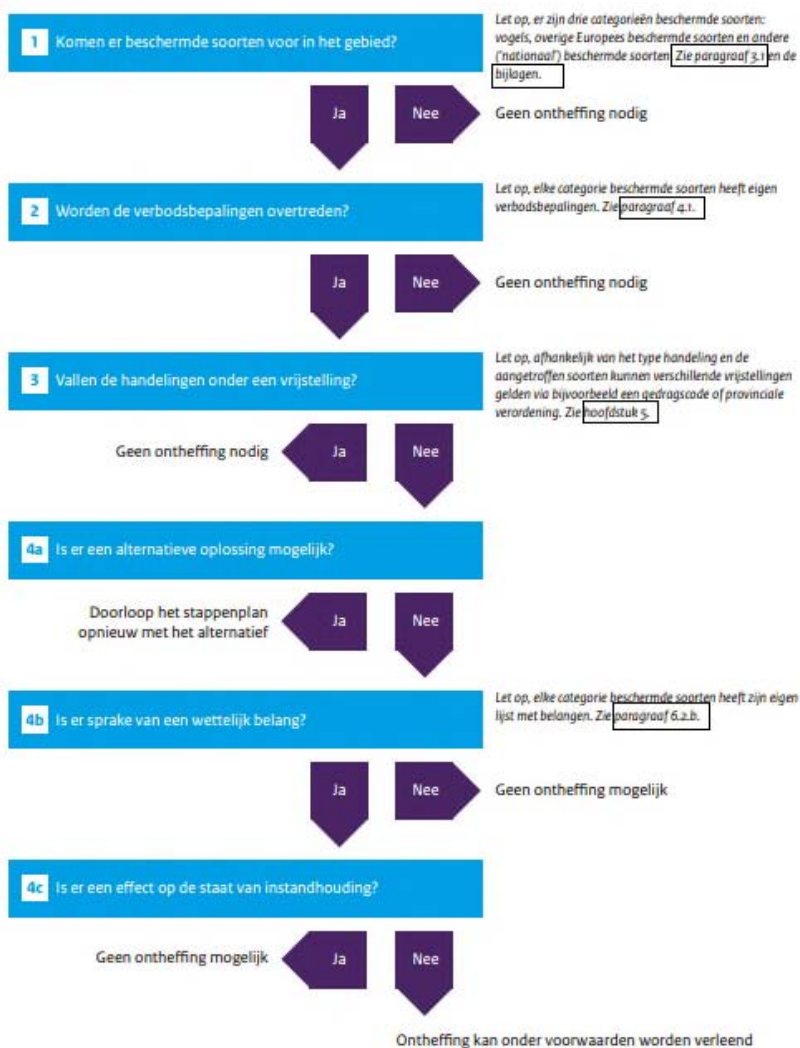 1 Komen er beschermde soorten voor in het gebied?
Let op, er zijn drie categorieën beschermde soorten:
vogels, overige Europees beschermde soorten en andere
('nationaal') beschermde soorten. Zie paragraaf 3.1 en de
bijlagen.
Ja
Nee
Geen ontheffing nodig
2 Worden de verbodsbepalingen overtreden?
Let op, elke categorie beschermde soorten heeft eigen
verbodsbepalingen. Zie paragraaf 4.1.
Ja
Nee
Geen ontheffing nodig
3 Vallen de handelingen onder een vrijstelling?
Let op, afhankelijk van het type handeling en de
aangetroffen soorten kunnen verschillende vrijstellingen
gelden via bijvoorbeeld een gedragscode of provinciale
verordening. Zie hoofdstuk 5.
Geen ontheffing nodig
Ja
Nee
4a Is er een alternatieve oplossing mogelijk?
Doorloop het stappenplan
opnieuw met het alternatief
Ja
Nee
4b Is er sprake van een wettelijk belang?
Let op, elke categorie beschermde soorten heeft zijn eigen
lijst met belangen. Zie paragraaf 6.2.b.
Ja
Nee
Geen ontheffing mogelijk
4c Is er een effect op de staat van instandhouding?
Geen ontheffing mogelijk
Ja
Nee
Ontheffing kan onder voorwaarden worden verleend